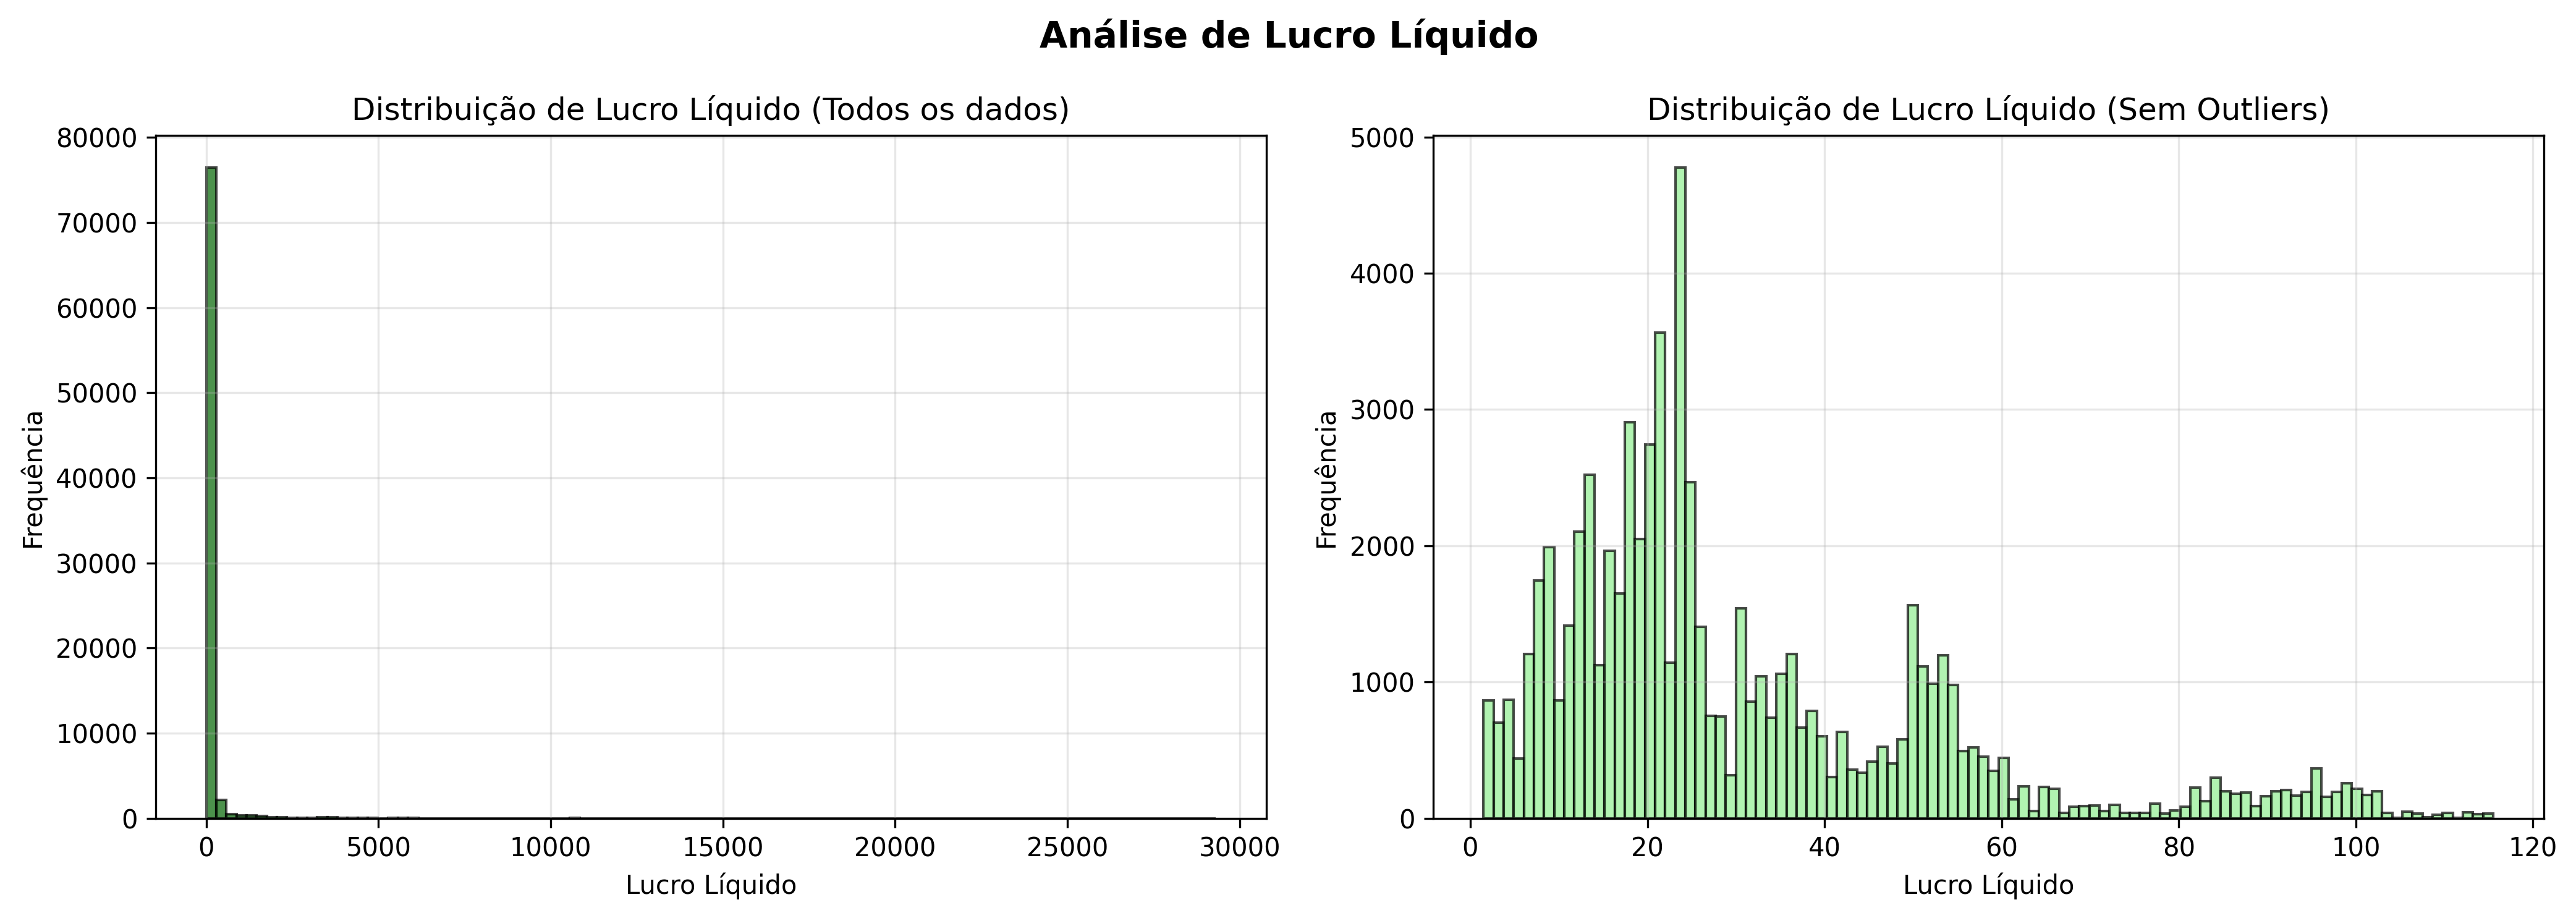 Análise de Lucro Líquido
Distribuição de Lucro Líquido (Todos os dados)
80000
70000
60000
50000
40000
30000
20000
10000
0
Frequência
0 5000 10000 15000 20000 25000 30000
Lucro Líquido
Distribuição de Lucro Líquido (Sem Outliers)
5000
4000
3000
2000
1000
0
Frequência
0 20 40 60 80 100 120
Lucro Líquido